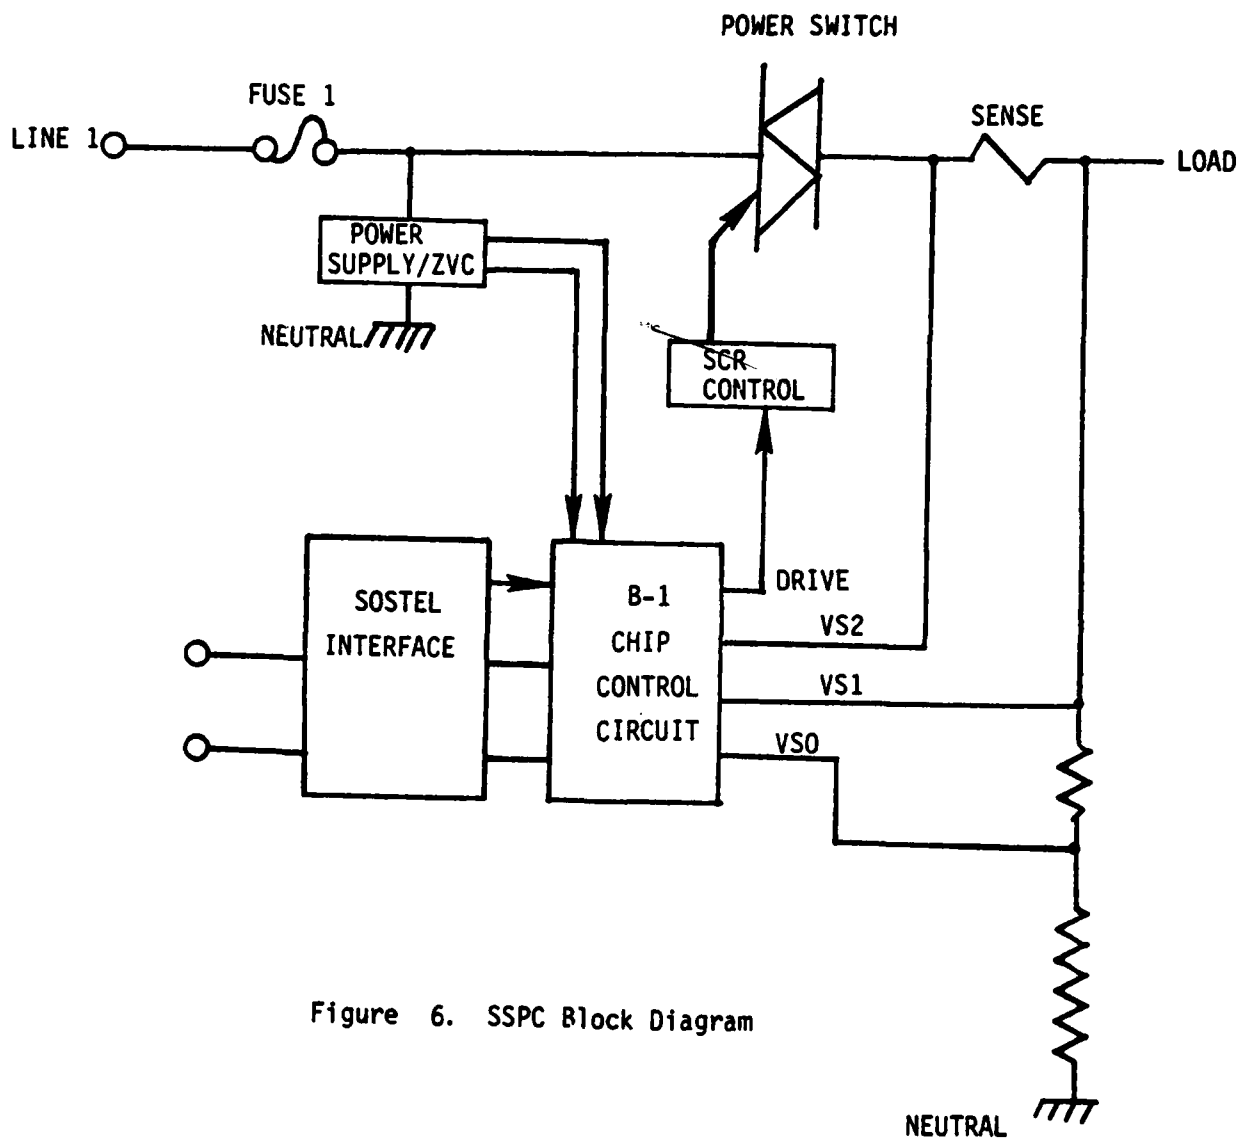 POWER SWITCH
FUSE 1
SENSE
LINE 1
LOAD
POWER
SUPPLY/ZVC
NEUTRAL
SCR
CONTROL
DRIVE
SOSTEL
INTERFACE
B-1
CHIP
CONTROL
CIRCUIT
VS2
VS1
VS0
Figure 6. SSPC Block Diagram
NEUTRAL